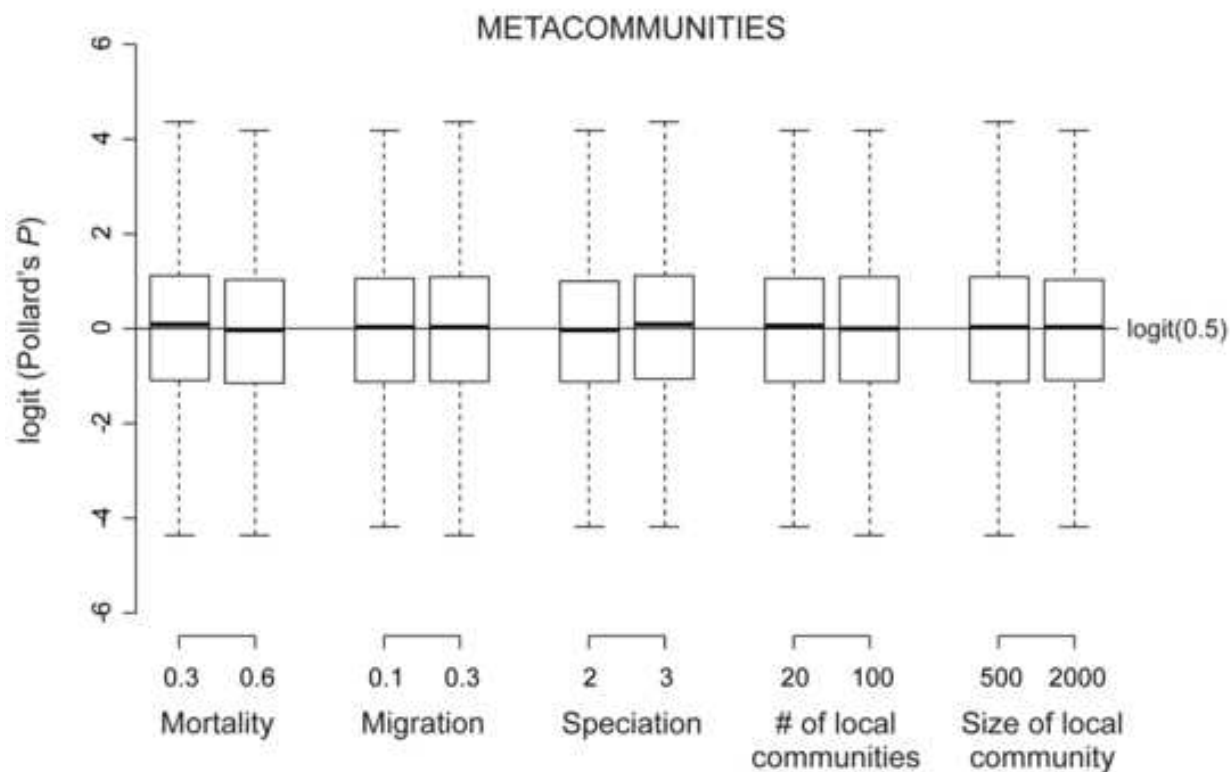 METACOMMUNITIES
logit (Pollard's P)
6
4
2
0
-2
-4
-6
logit(0.5)
0.3 0.6 0.1 0.3 2 3 20 100 500 2000
Mortality Migration Speciation # of local Size of local
communities community